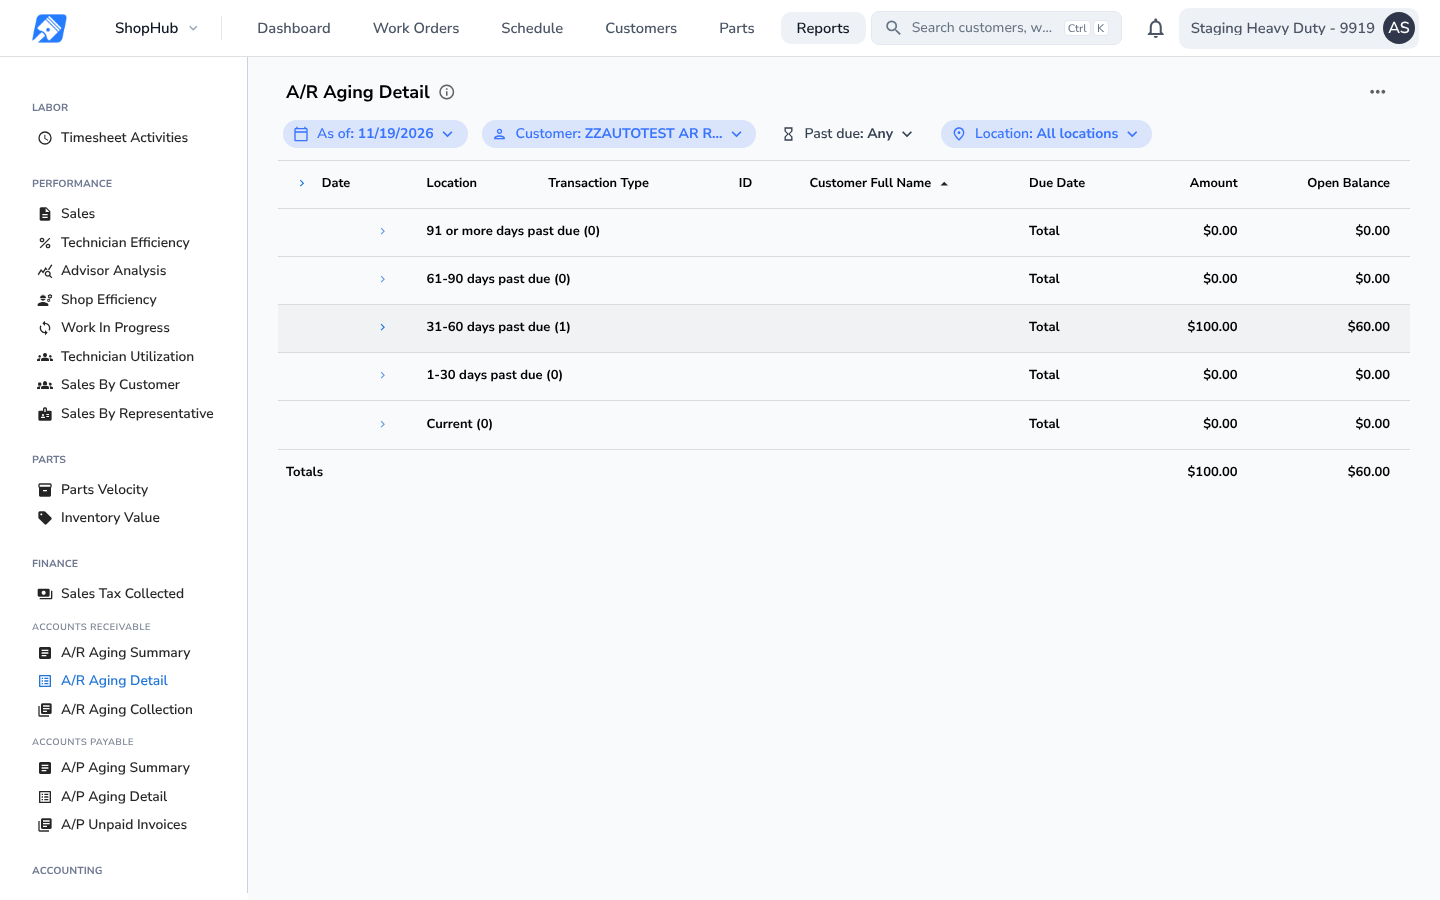 ShopHub
Dashboard
Work Orders
Schedule
Customers
Parts
Reports
Search customers, w...
Ctrl
K
Staging Heavy Duty - 9919
AS
LABOR
Timesheet Activities
PERFORMANCE
Sales
Technician Efficiency
Advisor Analysis
Shop Efficiency
Work In Progress
Technician Utilization
Sales By Customer
Sales By Representative
PARTS
Parts Velocity
Inventory Value
FINANCE
Sales Tax Collected
ACCOUNTS RECEIVABLE
A/R Aging Summary
A/R Aging Detail
A/R Aging Collection
ACCOUNTS PAYABLE
A/P Aging Summary
A/P Aging Detail
A/P Unpaid Invoices
ACCOUNTING
A/R Aging Detail
As of: 11/19/2026
Customer: ZZAUTOTEST AR R...
Past due: Any
Location: All locations
Date Location Transaction Type ID Customer Full Name Due Date Amount Open Balance
91 or more days past due (0) Total $0.00 $0.00
61-90 days past due (0) Total $0.00 $0.00
31-60 days past due (1) Total $100.00 $60.00
1-30 days past due (0) Total $0.00 $0.00
Current (0) Total $0.00 $0.00
Totals $100.00 $60.00